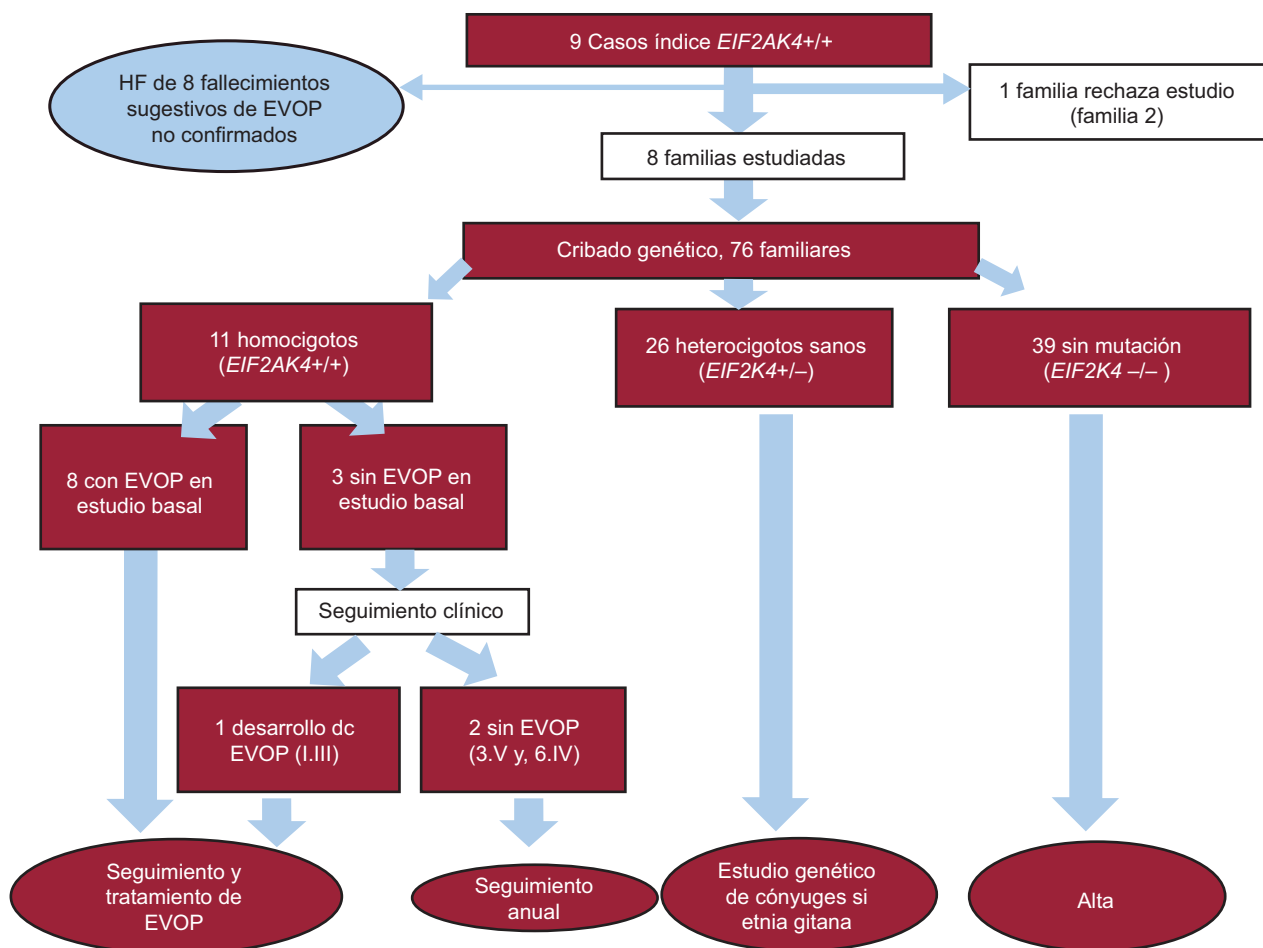 9 Casos índice EIF2AK4+/+
HF de 8 fallecimientos
sugestivos de EVOP
no confirmados
1 familia rechaza estudio
(familia 2)
8 familias estudiadas
Cribado genético, 76 familiares
11 homocigotos
(EIF2AK4+/+)
26 heterocigotos sanos
(EIF2K4+/–)
39 sin mutación
(EIF2K4 –/– )
8 con EVOP en
estudio basal
3 sin EVOP en
estudio basal
Seguimiento clínico
1 desarrollo dc
EVOP (I.III)
2 sin EVOP
(3.V y, 6.IV)
Seguimiento y
tratamiento de
EVOP
Seguimiento
anual
Estudio genético
de cónyuges si
etnia gitana
Alta